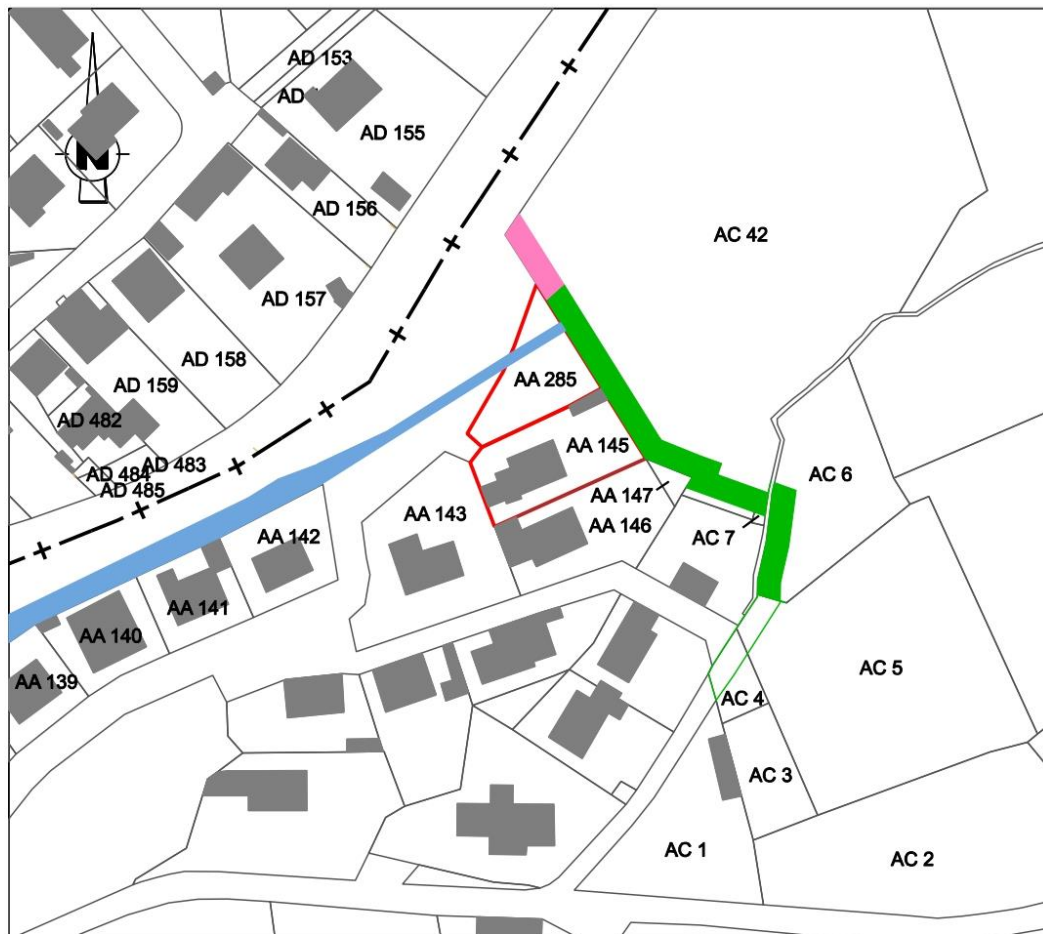 AD 153
AD
AD 155
N
AD 156
AC 42
AD 157
AD 158
AA 285
AD 159
AD 482
AA 145
AD 483
AD 484
AC 6
AD 485
AA 147
AA 143
AA 146
AC 7
AA 142
AA 141
AA 140
AC 5
AA 139
AC 4
AC 3
AC 1
AC 2